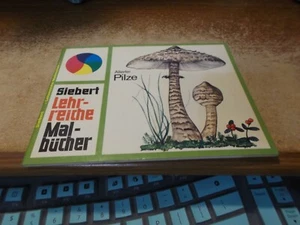 Siebert
Lehr-
reiche
Mal-
bücher
Pilze